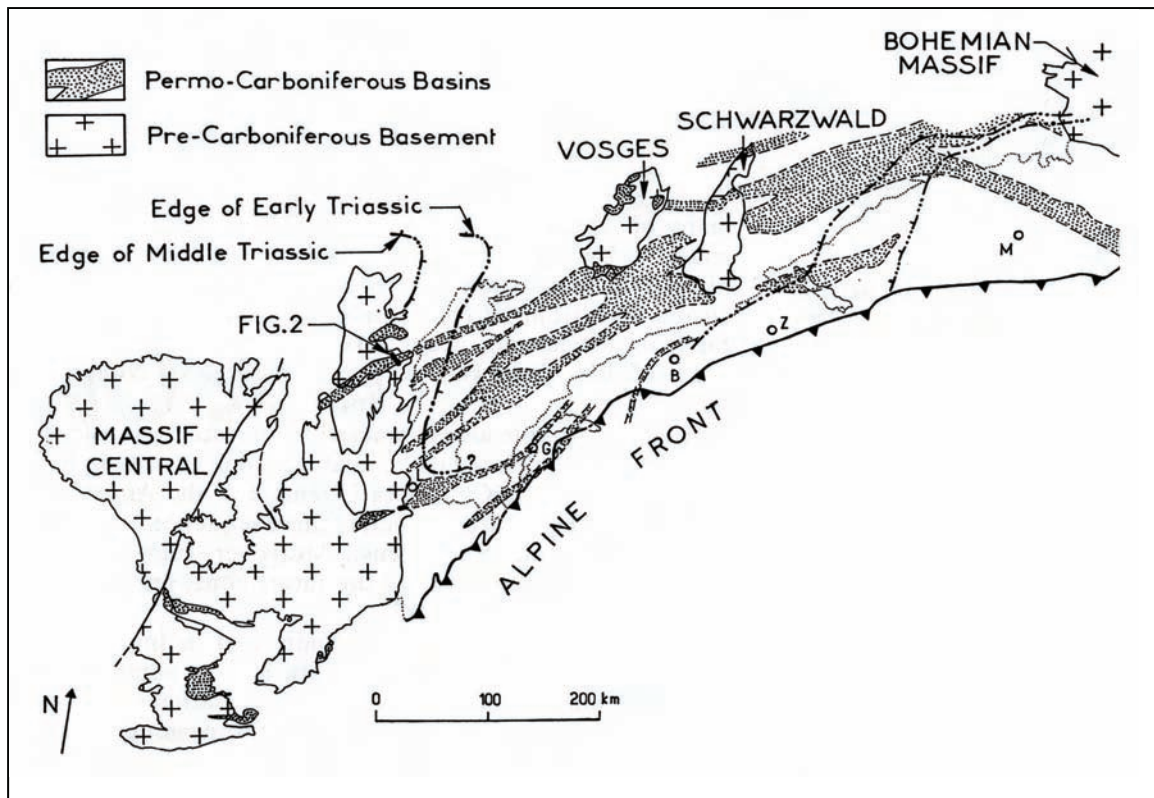 Permo-Carboniferous Basins
Pre-Carboniferous Basement
BOHEMIAN
MASSIF
SCHWARZWALD
VOSGES
Edge of Early Triassic
Edge of Middle Triassic
FIG.2
M
Z
B
MASSIF
CENTRAL
?
G
L
ALPINE FRONT
N
0 100 200 km